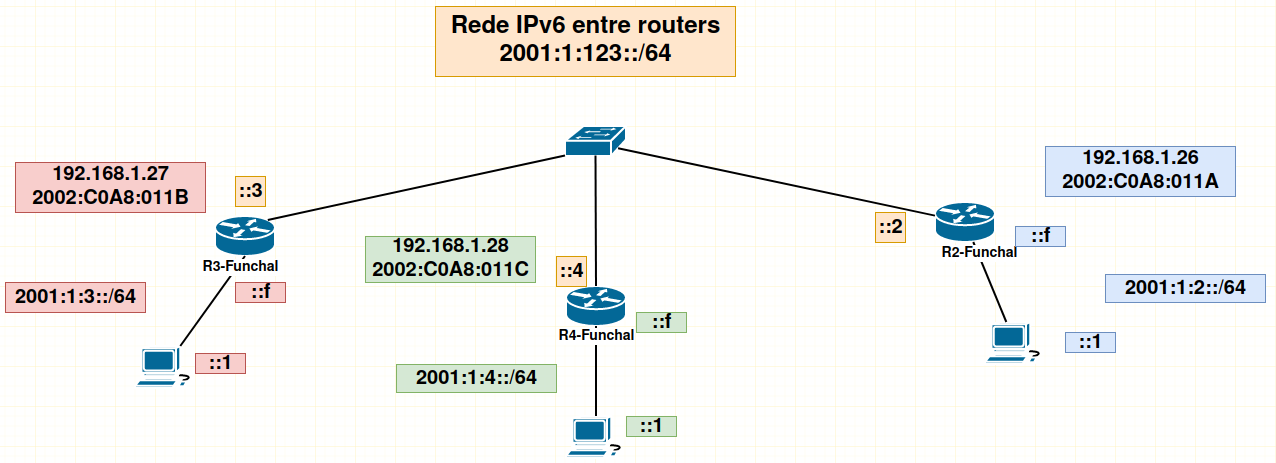 Rede IPv6 entre routers
2001:1:123::/64
192.168.1.27
2002:C0A8:011B
::3
R3-Funchal
2001:1:3::/64
::f
::1
192.168.1.28
2002:C0A8:011C
::4
R4-Funchal
::f
2001:1:4::/64
::1
192.168.1.26
2002:C0A8:011A
::2
R2-Funchal
::f
2001:1:2::/64
::1